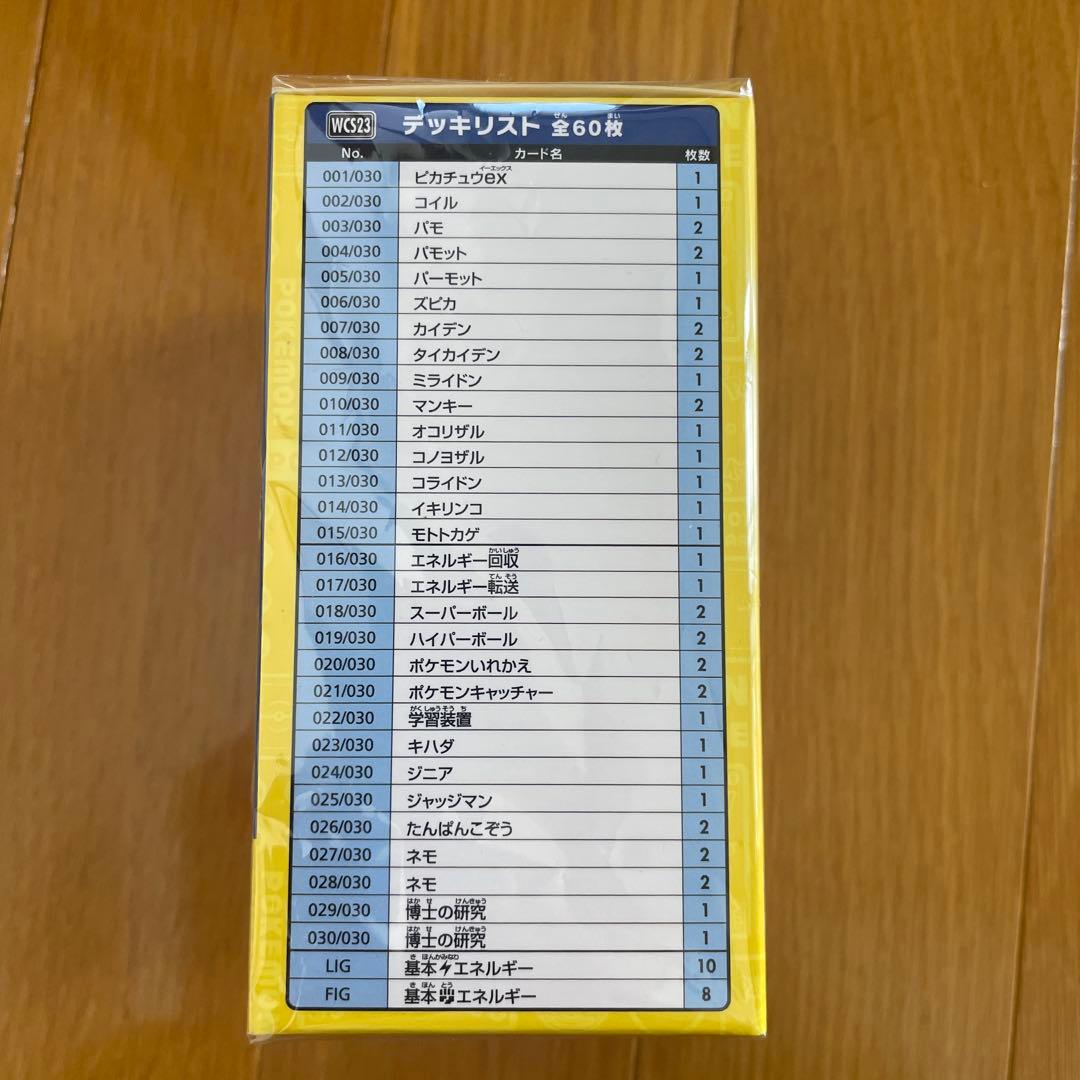 WCS23 デッキリスト 全60枚
No. カード名 枚数
001/030 ピカチュウex 1
002/030 コイル 1
003/030 パモ 2
004/030 パモット 2
005/030 パーモット 1
006/030 ズピカ 1
007/030 カイデン 2
008/030 タイカイデン 2
009/030 ミライドン 1
010/030 マンキー 2
011/030 オコリザル 1
012/030 コノヨザル 1
013/030 コライドン 1
014/030 イキリンコ 1
015/030 モトトカゲ 1
016/030 エネルギー回収 1
017/030 エネルギー転送 1
018/030 スーパーボール 2
019/030 ハイパーボール 2
020/030 ポケモンいれかえ 2
021/030 ポケモンキャッチャー 2
022/030 学習装置 1
023/030 キハダ 1
024/030 ジニア 1
025/030 ジャッジマン 1
026/030 たんぱんこぞう 2
027/030 ネモ 2
028/030 ネモ 2
029/030 博士の研究 1
030/030 博士の研究 1
LIG 基本エネルギー 10
FIG 基本エネルギー 8
POKEMON